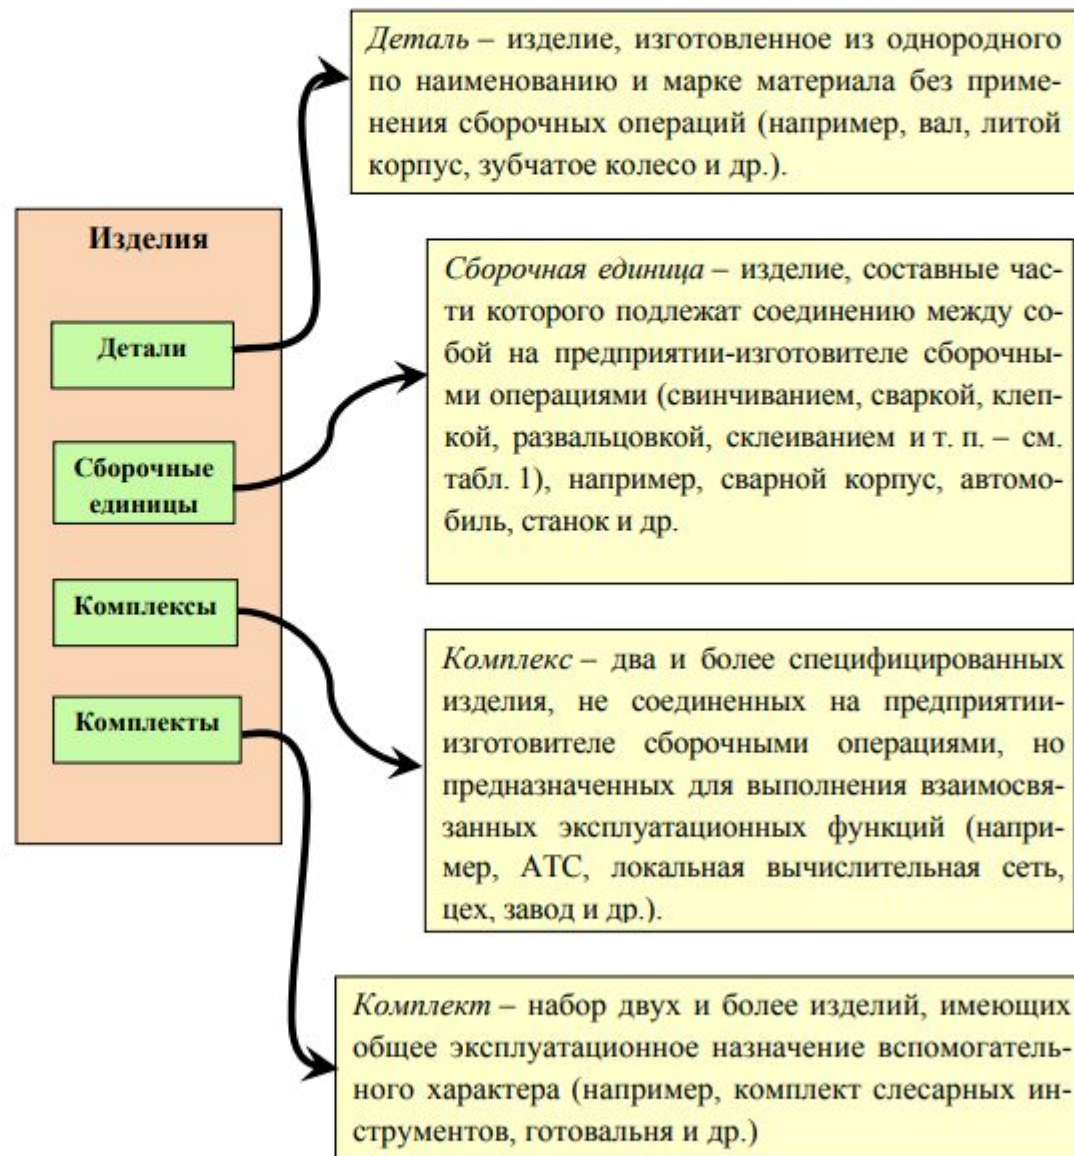 Изделия
Детали
Сборочные
единицы
Комплексы
Комплекты
Деталь – изделие, изготовленное из однородного
по наименованию и марке материала без приме-
нения сборочных операций (например, вал, литой
корпус, зубчатое колесо и др.).
Сборочная единица – изделие, составные час-
ти которого подлежат соединению между со-
бой на предприятии-изготовителе сборочны-
ми операциями (свинчиванием, сваркой, клеп-
кой, развальцовкой, склеиванием и т. п. – см.
табл. 1), например, сварной корпус, автомо-
биль, станок и др.
Комплекс – два и более специфицированных
изделия, не соединенных на предприятии-
изготовителе сборочными операциями, но
предназначенных для выполнения взаимосвя-
занных эксплуатационных функций (напри-
мер, АТС, локальная вычислительная сеть,
цех, завод и др.).
Комплект – набор двух и более изделий, имеющих
общее эксплуатационное назначение вспомогатель-
ного характера (например, комплект слесарных ин-
струментов, готовальня и др.)